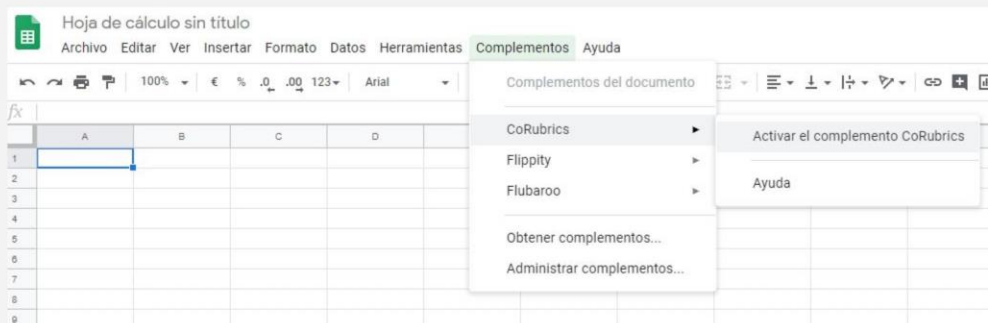 Hoja de cálculo sin título
Archivo Editar Ver Insertar Formato Datos Herramientas Complementos Ayuda
100% € % .0 .00 123 Arial
Complementos del documento
fx
A B C D
CoRubrics
Activar el complemento CoRubrics
Flippity
Ayuda
Flubaroo
Obtener complementos...
Administrar complementos...
1
2
3
4
5
6
7
8
9